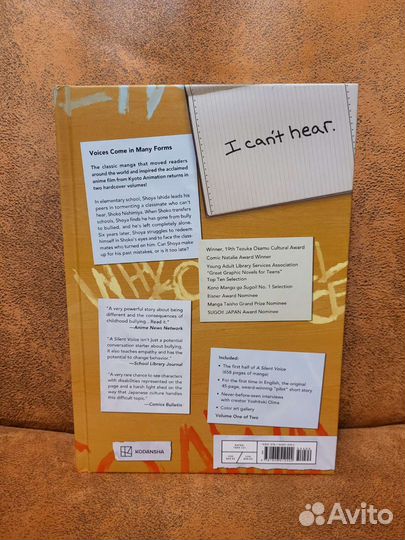 I can't hear.
Voices Come in Many Forms
The classic manga that moved readers
around the world and inspired the acclaimed
anime film from Kyoto Animation returns in
two hardcover volumes!
In elementary school, Shoya Ishida leads his
peers in tormenting a classmate who can't
hear, Shoko Nishimiya. When Shoko transfers
schools, Shoya finds he has gone from bully
to bullied, and he's left completely alone.
Six years later, Shoya struggles to redeem
himself in Shoko's eyes and to face the class-
mates who turned on him. Can Shoya make
up for their past mistakes, or is it too late?
Winner, 19th Tezuka Osamu Cultural Award
Comic Natalie Award Winner
Young Adult Library Services Association
"Great Graphic Novels for Teens"
Top Ten Selection
Kono Manga ga Sugoi! No. 1 Selection
Eisner Award Nominee
Manga Taisho Grand Prize Nominee
SUGOI! JAPAN Award Nominee
WHY
"A very powerful story about being
different and the consequences of
childhood bullying... Read it."
—Anime News Network
"A Silent Voice isn't just a potential
conversation starter about bullying,
it also teaches empathy and has the
potential to change behavior."
—School Library Journal
"A very rare chance to see characters
with disabilities represented on the
page and a harsh light shed on the
way that Japanese culture handles
this difficult topic."
—Comics Bulletin
Included:
• The first half of A Silent Voice
(658 pages of manga)
• For the first time in English, the original
45-page, award-winning "pilot" short story
• Never-before-seen interviews
with creator Yoshitoki Oima
• Color art gallery
Volume One of Two
KODANSHA
Avito